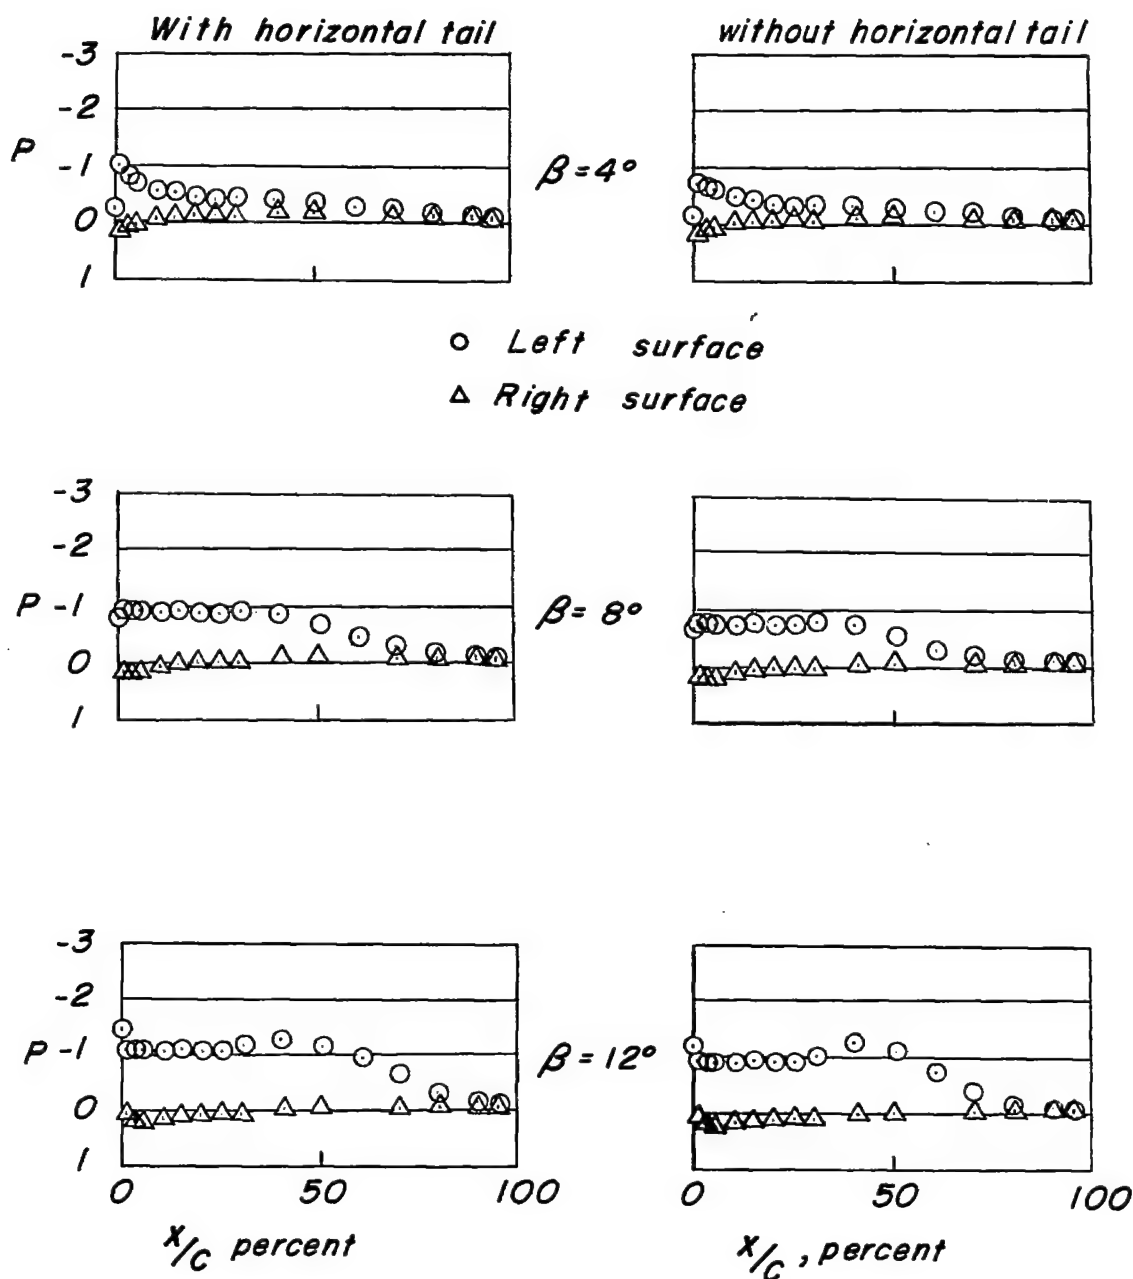 With horizontal tail
without horizontal tail
-3
-2
P -1
0
1
β = 4°
Left surface
Right surface
-3
-2
P -1
0
1
β = 8°
-3
-2
P -1
0
1
β = 12°
0 50 100
0 50 100
x/c percent
x/c, percent